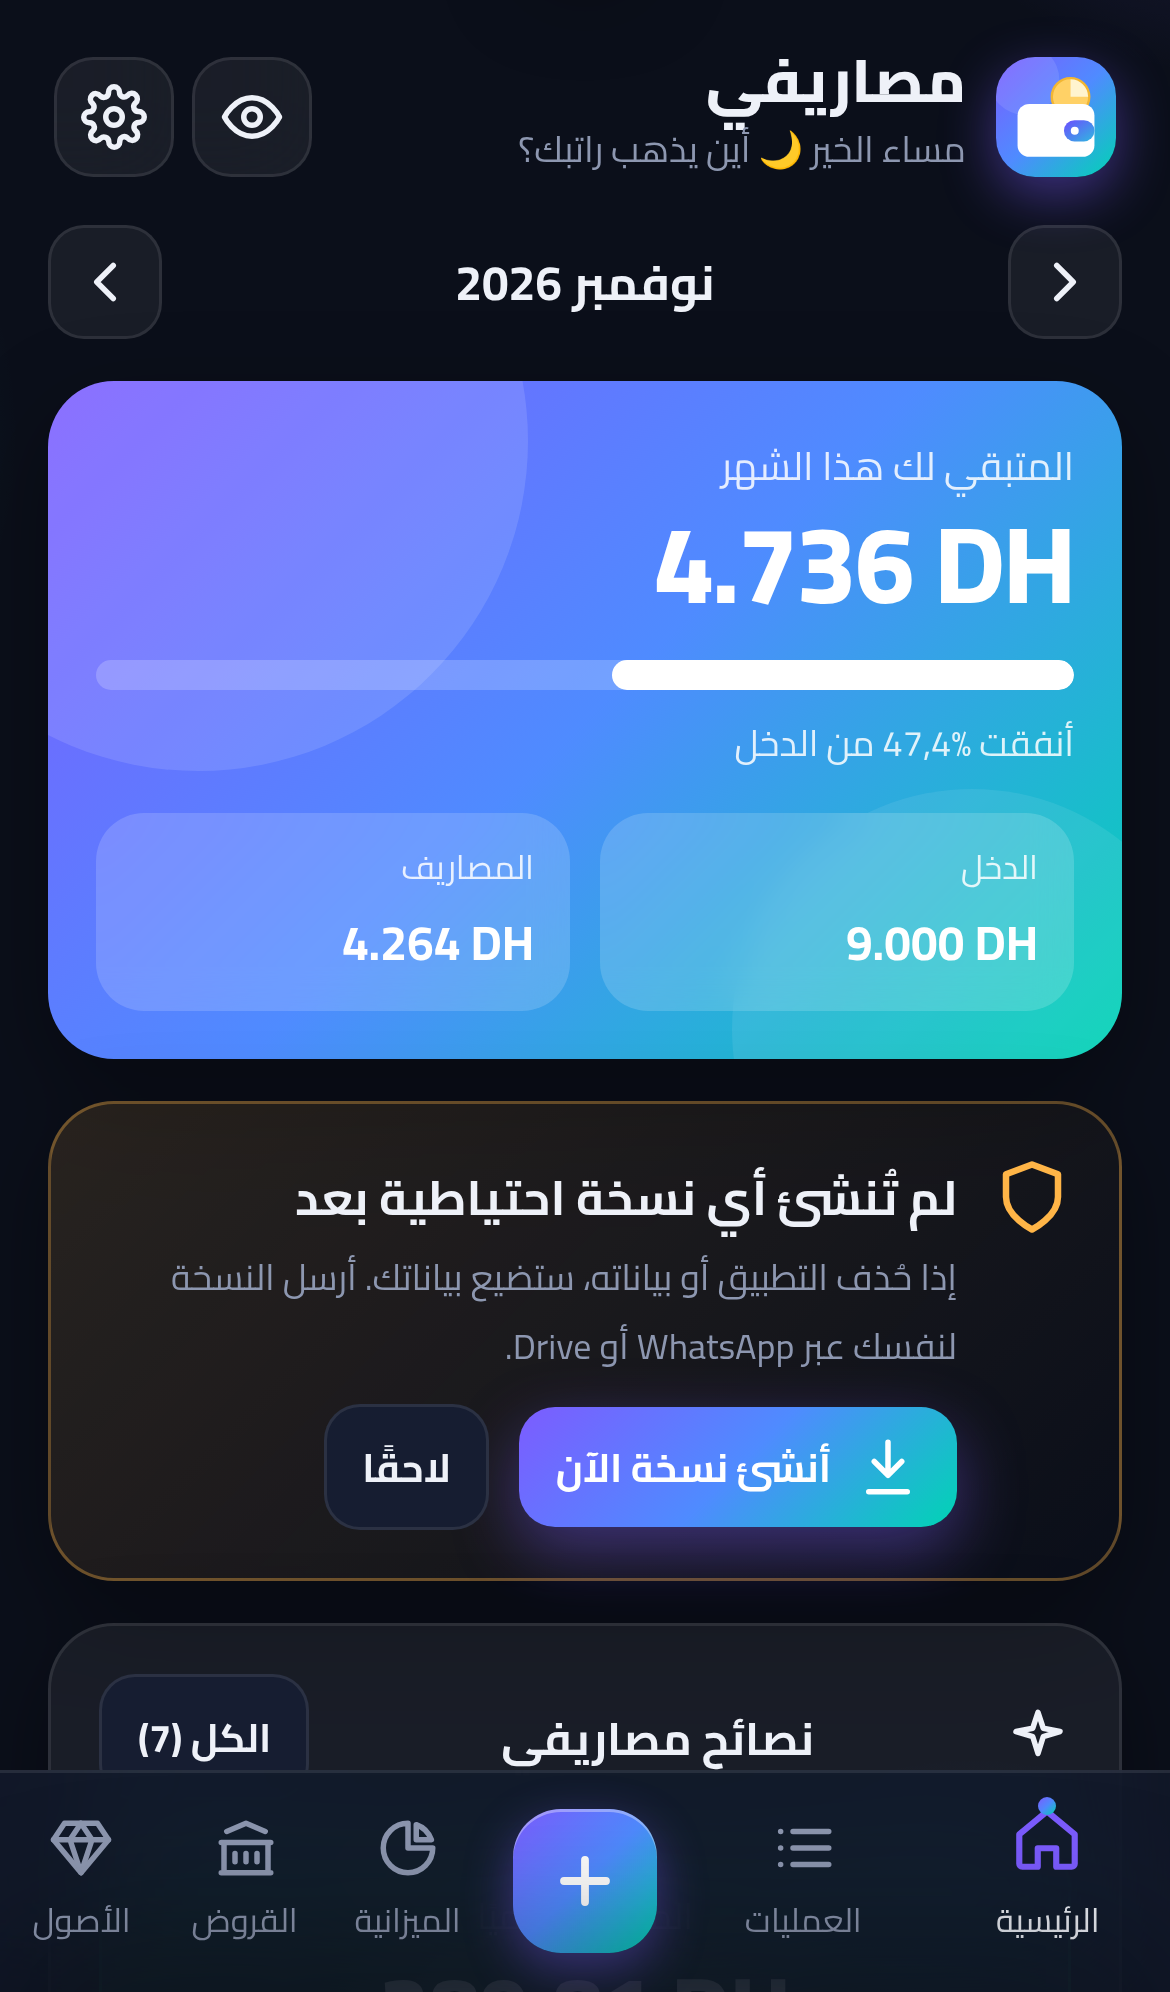 مصاريفي
مساء الخير 🌙 أين يذهب راتبك؟
نوفمبر 2026
المتبقي لك هذا الشهر
4.736 DH
أنفقت 47,4% من الدخل
الدخل
9.000 DH
المصاريف
4.264 DH
لم تُنشئ أي نسخة احتياطية بعد
إذا حُذف التطبيق أو بياناته، ستضيع بياناتك. أرسل النسخة
لنفسك عبر WhatsApp أو Drive.
أنشئ نسخة الآن
لاحقًا
نصائح مصاريفي
الكل (7)
الرئيسية
العمليات
الميزانية
القروض
الأصول